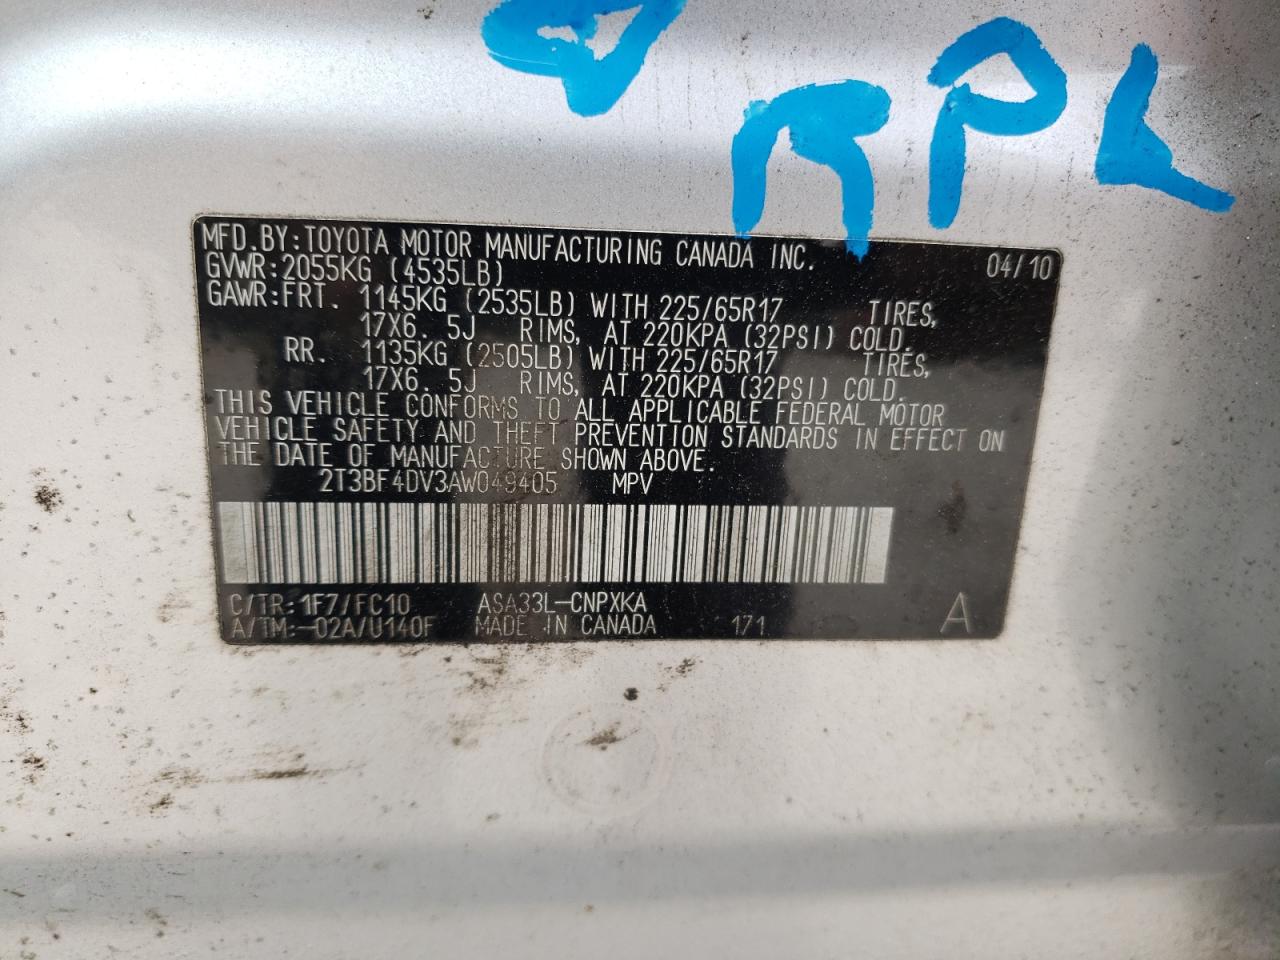 RPL
MFD.BY:TOYOTA MOTOR MANUFACTURING CANADA INC. 04/10
GVWR:2055KG (4535LB)
GAWR:FRT. 1145KG (2535LB) WITH 225/65R17 TIRES,
17X6. 5J RIMS, AT 220KPA (32PSI) COLD.
RR. 1135KG (2505LB) WITH 225/65R17 TIRES,
17X6. 5J RIMS, AT 220KPA (32PSI) COLD.
THIS VEHICLE CONFORMS TO ALL APPLICABLE FEDERAL MOTOR
VEHICLE SAFETY AND THEFT PREVENTION STANDARDS IN EFFECT ON
THE DATE OF MANUFACTURE SHOWN ABOVE.
2T3BF4DV3AW049405 MPV
C/TR:1F7/FC10 ASA33L-CNPXKA
A/TM:-02A/U140F MADE IN CANADA 171 A